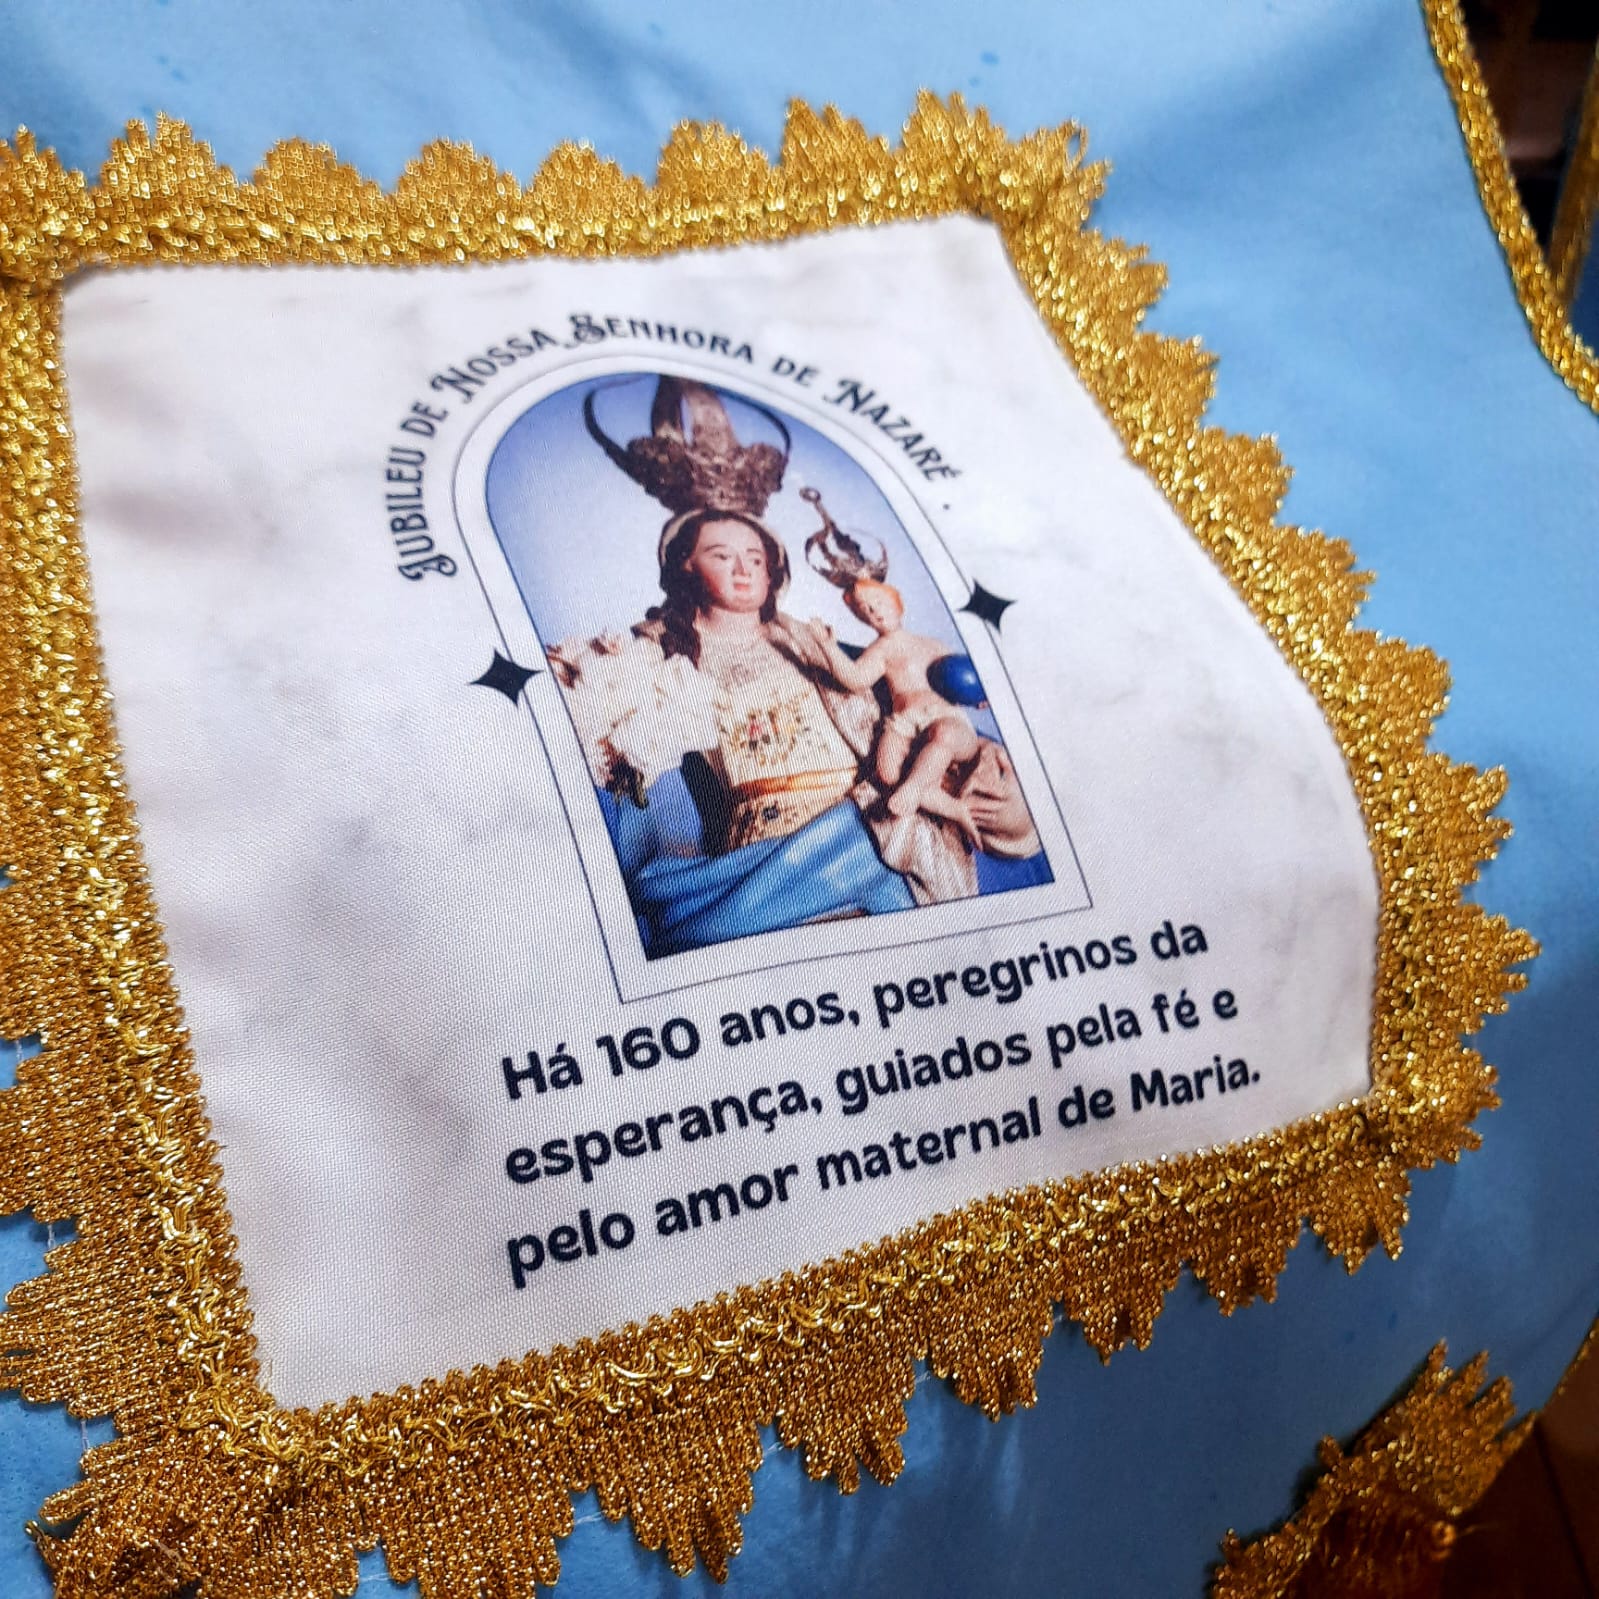 Jubileu de Nossa Senhora de Nazaré .
Há 160 anos, peregrinos da
esperança, guiados pela fé e
pelo amor maternal de Maria.